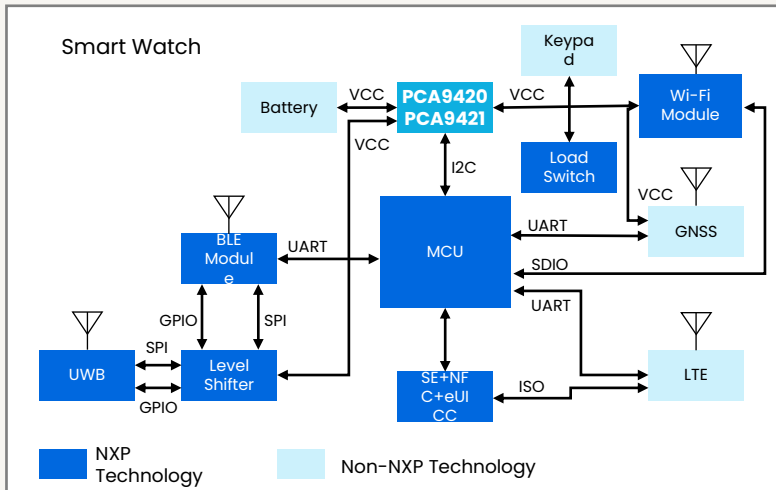 Smart Watch
Keypa
d
Battery
VCC
PCA9420
PCA9421
VCC
Wi-Fi
Module
VCC
I2C
Load
Switch
VCC
BLE
Modul
e
UART
MCU
UART
GNSS
SDIO
UART
GPIO
SPI
UWB
SPI
GPIO
Level
Shifter
SE+NF
C+eUI
CC
ISO
LTE
NXP
Technology
Non-NXP Technology